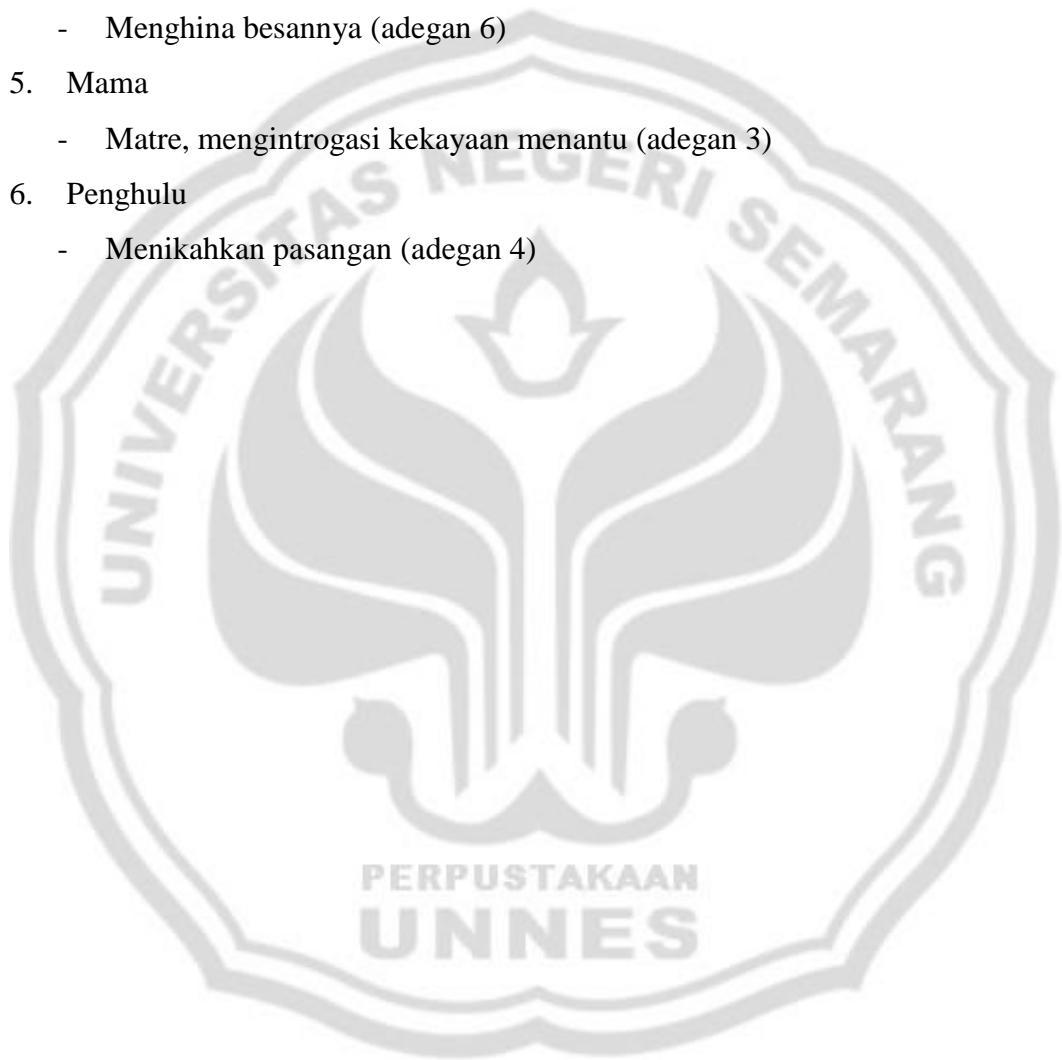 - Menghina besannya (adegan 6)
5. Mama
- Matre, mengintrogasi kekayaan menantu (adegan 3)
6. Penghulu
- Menikahkan pasangan (adegan 4)
UNIVERSITAS NEGERI SEMARANG
PERPUSTAKAAN
UNNES